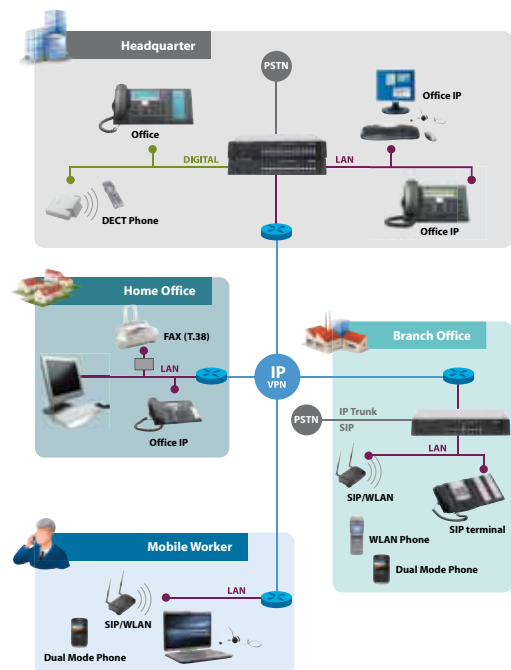 Headquarter
PSTN
Office IP
Office
DIGITAL
LAN
DECT Phone
Office IP
Home Office
FAX (T.38)
LAN
Office IP
IP
VPN
Branch Office
PSTN
IP Trunk
SIP
LAN
SIP/WLAN
SIP terminal
WLAN Phone
Dual Mode Phone
Mobile Worker
LAN
SIP/WLAN
Dual Mode Phone